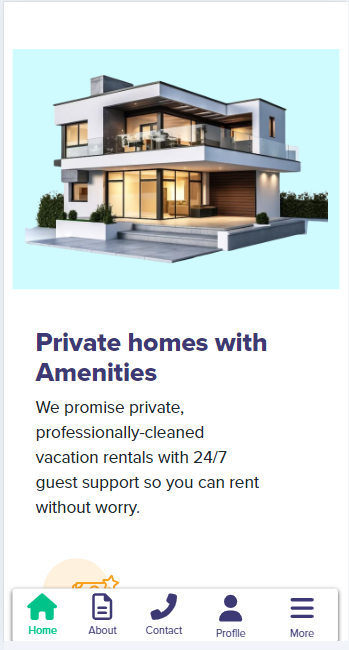 Private homes with
Amenities
We promise private,
professionally-cleaned
vacation rentals with 24/7
guest support so you can rent
without worry.
Home About Contact Profile More